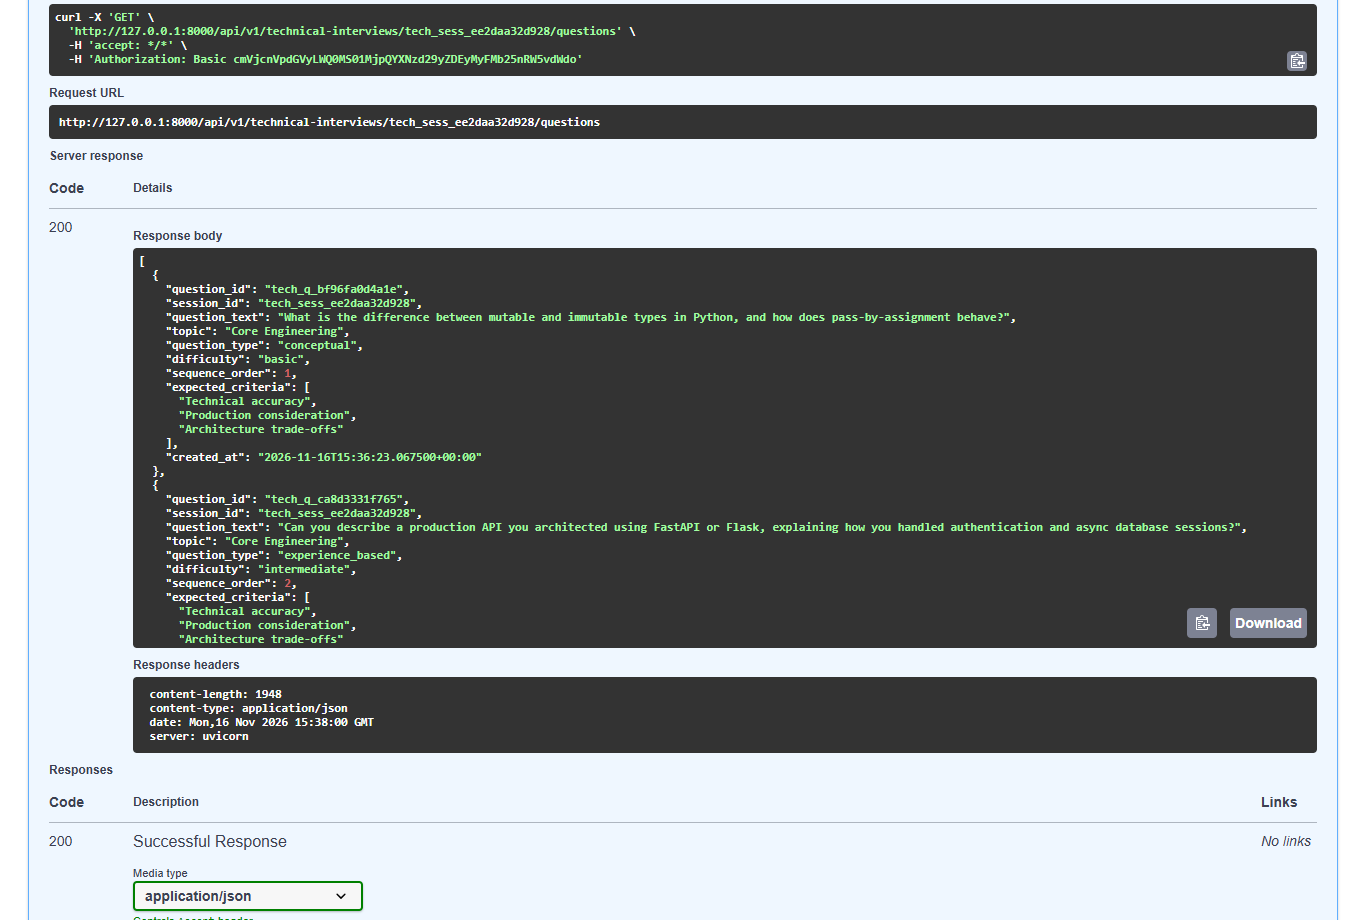 curl -X 'GET' \
'http://127.0.0.1:8000/api/v1/technical-interviews/tech_sess_ee2daa32d928/questions' \
-H 'accept: */*' \
-H 'Authorization: Basic cmVjcnVpdGVyLWQ0MS01MjpQYXNzd29yZDEyMyFMb25nRW5vdWdo'
Request URL
http://127.0.0.1:8000/api/v1/technical-interviews/tech_sess_ee2daa32d928/questions
Server response
Code Details
200
Response body
[
{
"question_id": "tech_q_bf96fa0d4a1e",
"session_id": "tech_sess_ee2daa32d928",
"question_text": "What is the difference between mutable and immutable types in Python, and how does pass-by-assignment behave?",
"topic": "Core Engineering",
"question_type": "conceptual",
"difficulty": "basic",
"sequence_order": 1,
"expected_criteria": [
"Technical accuracy",
"Production consideration",
"Architecture trade-offs"
],
"created_at": "2026-11-16T15:36:23.067500+00:00"
},
{
"question_id": "tech_q_ca8d3331f765",
"session_id": "tech_sess_ee2daa32d928",
"question_text": "Can you describe a production API you architected using FastAPI or Flask, explaining how you handled authentication and async database sessions?",
"topic": "Core Engineering",
"question_type": "experience_based",
"difficulty": "intermediate",
"sequence_order": 2,
"expected_criteria": [
"Technical accuracy",
"Production consideration",
"Architecture trade-offs"
Download
Response headers
content-length: 1948
content-type: application/json
date: Mon,16 Nov 2026 15:38:00 GMT
server: uvicorn
Responses
Code Description Links
200 Successful Response No links
Media type
application/json